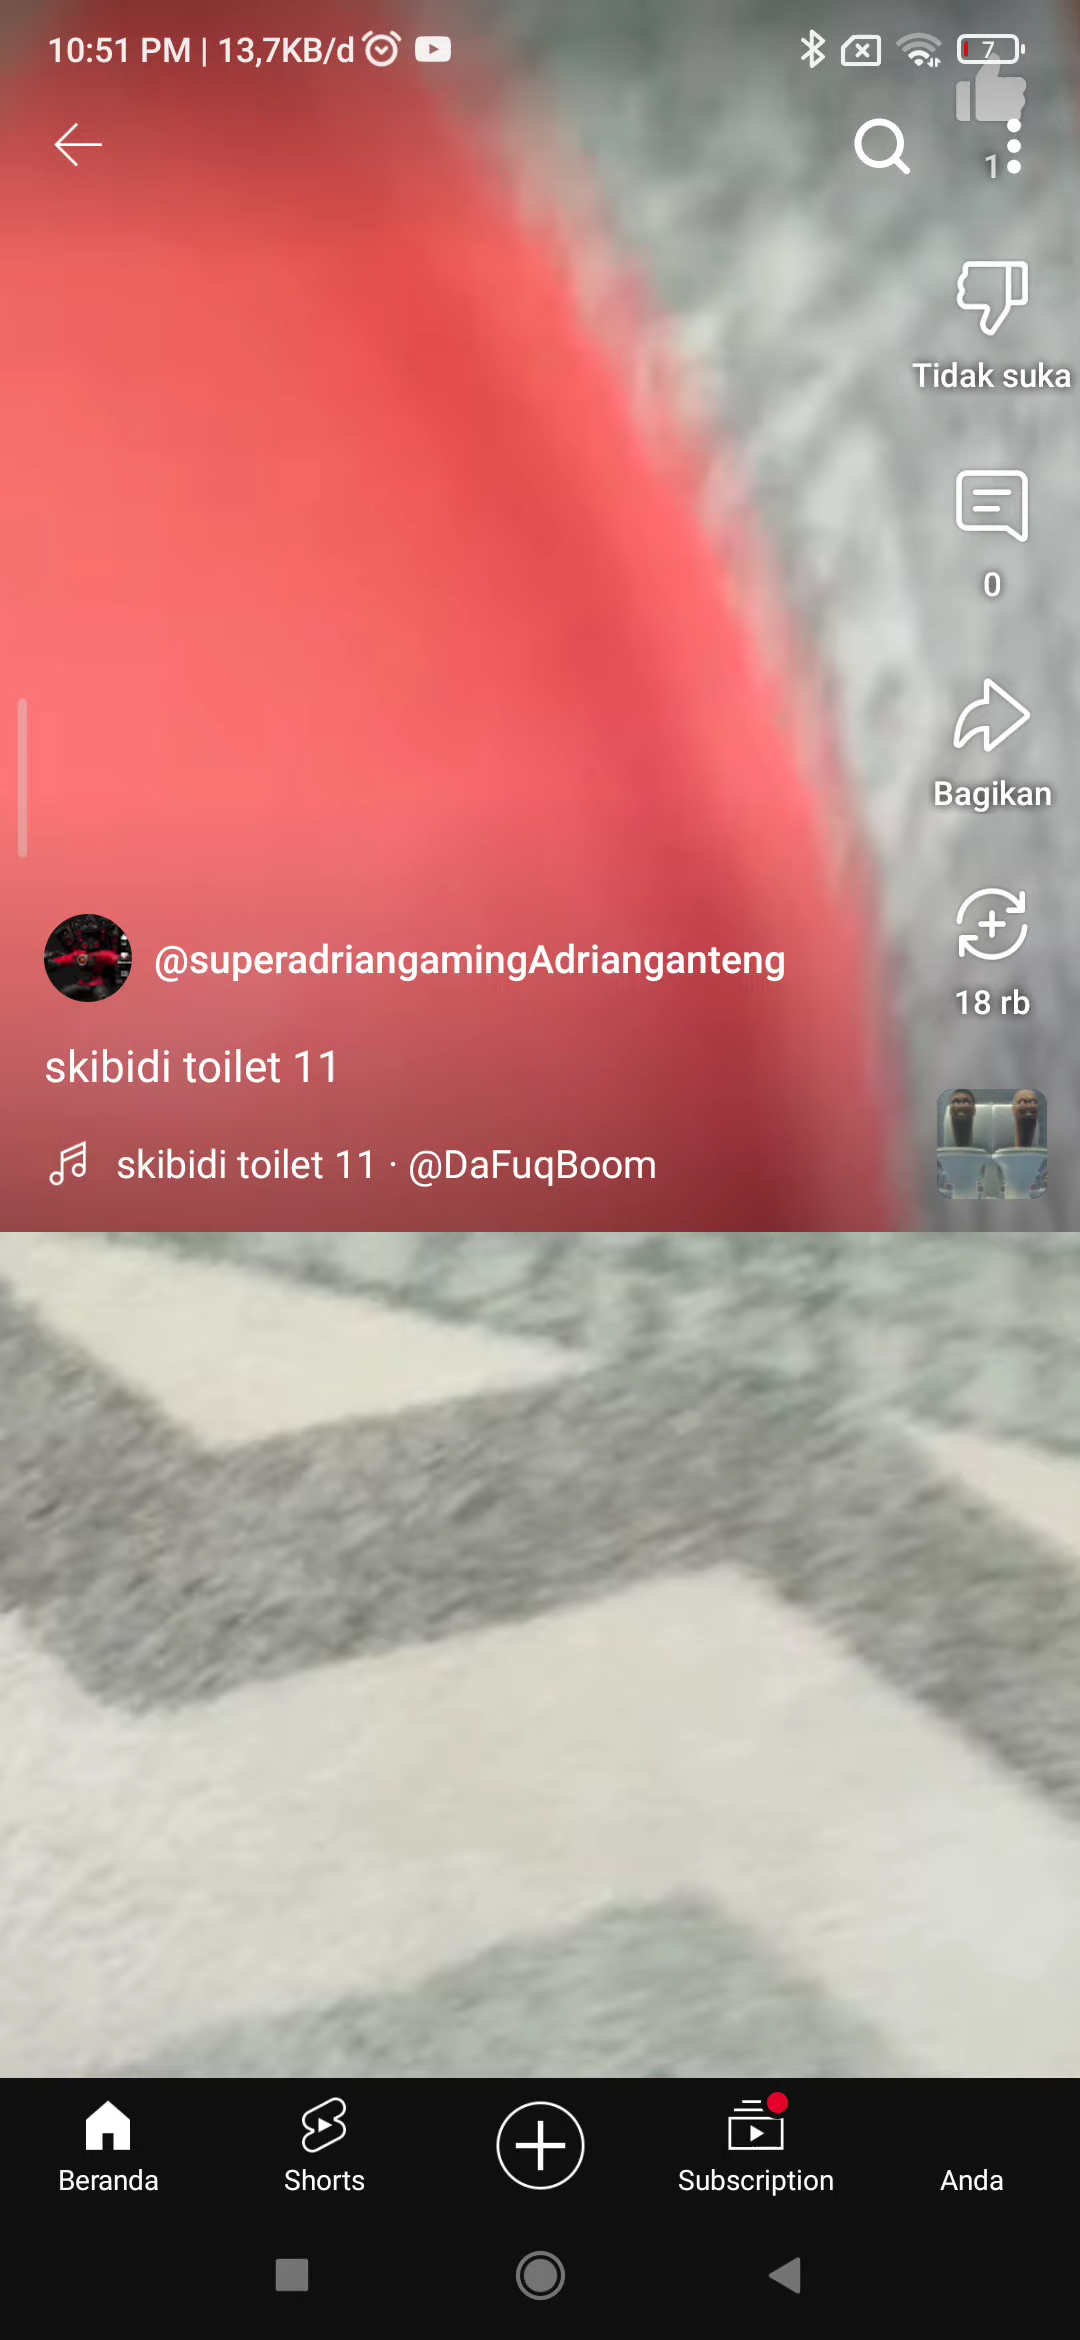 10:51 PM | 13,7KB/d
7
1
Tidak suka
0
Bagikan
18 rb
@superadriangamingAdrianganteng
skibidi toilet 11
skibidi toilet 11 · @DaFuqBoom
Beranda
Shorts
Subscription
Anda